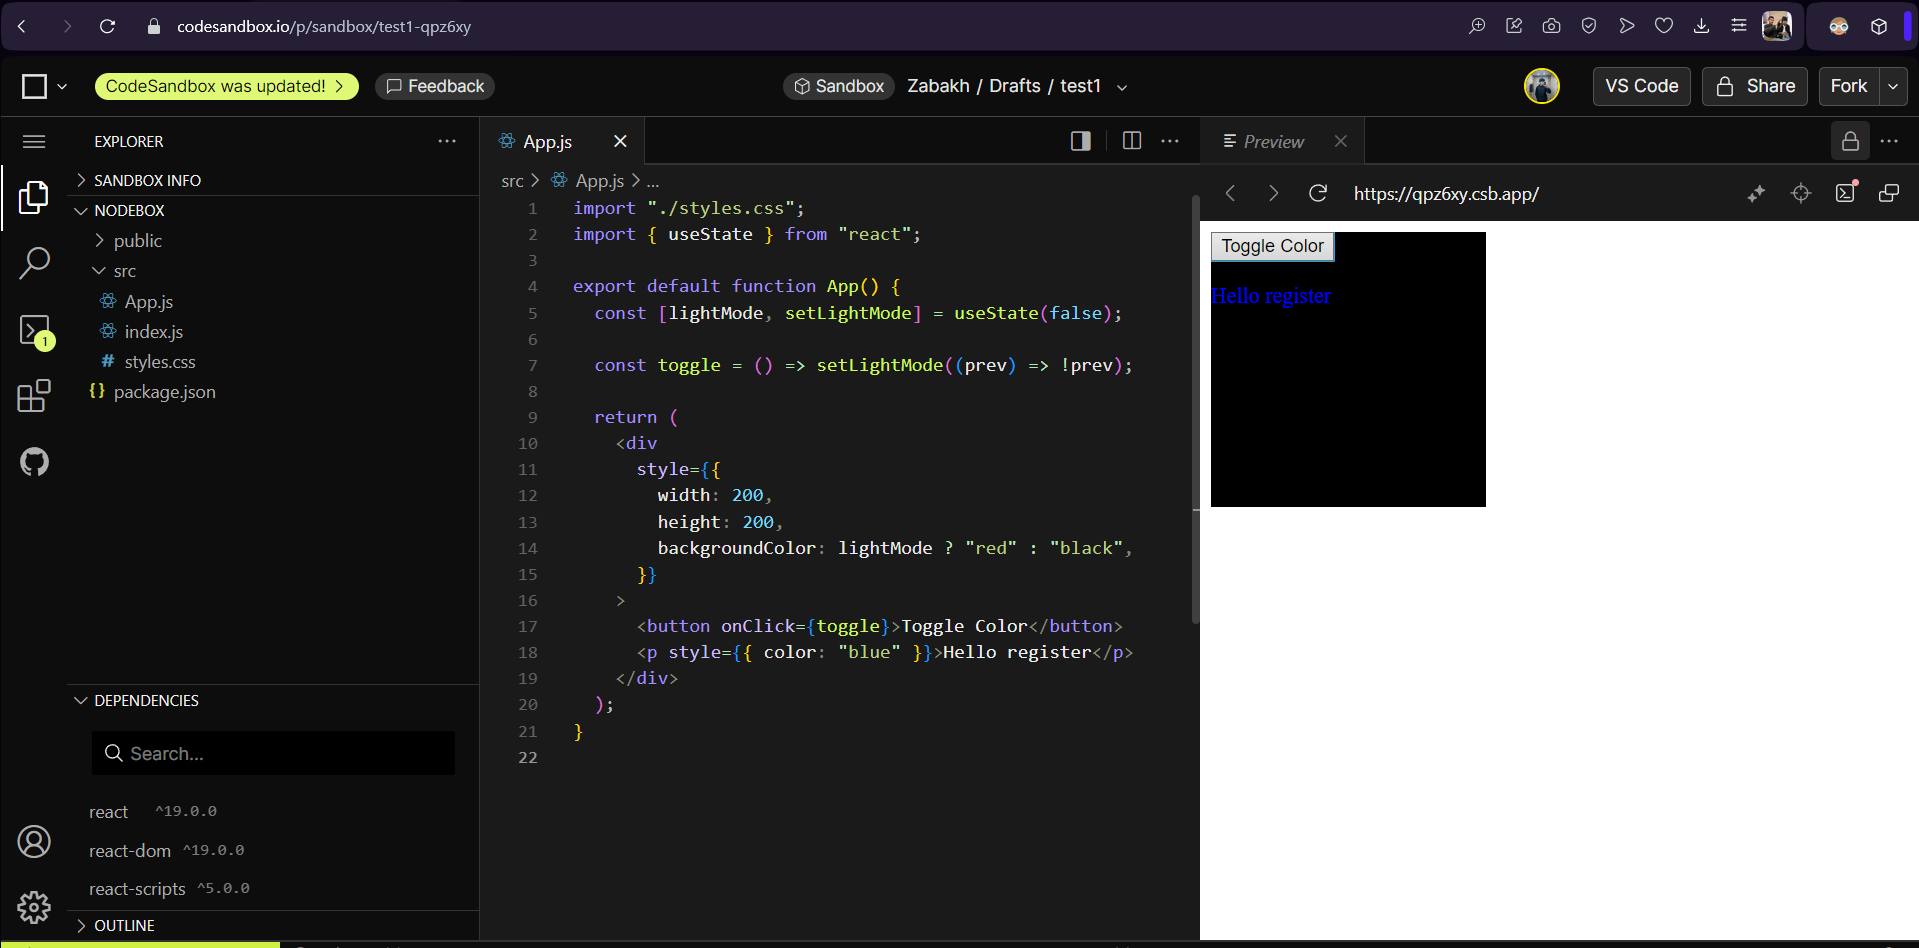 codesandbox.io/p/sandbox/test1-qpz6xy
CodeSandbox was updated!
Feedback
Sandbox
Zabakh / Drafts / test1
VS Code
Share
Fork
EXPLORER
SANDBOX INFO
NODEBOX
public
src
App.js
index.js
styles.css
package.json
1
DEPENDENCIES
Search...
react ^19.0.0
react-dom ^19.0.0
react-scripts ^5.0.0
OUTLINE
App.js
src > App.js > ...
1 import "./styles.css";
2 import { useState } from "react";
3
4 export default function App() {
5 const [lightMode, setLightMode] = useState(false);
6
7 const toggle = () => setLightMode((prev) => !prev);
8
9 return (
10 <div
11 style={{
12 width: 200,
13 height: 200,
14 backgroundColor: lightMode ? "red" : "black",
15 }}
16 >
17 <button onClick={toggle}>Toggle Color</button>
18 <p style={{ color: "blue" }}>Hello register</p>
19 </div>
20 );
21 }
22
Preview
https://qpz6xy.csb.app/
Toggle Color
Hello register